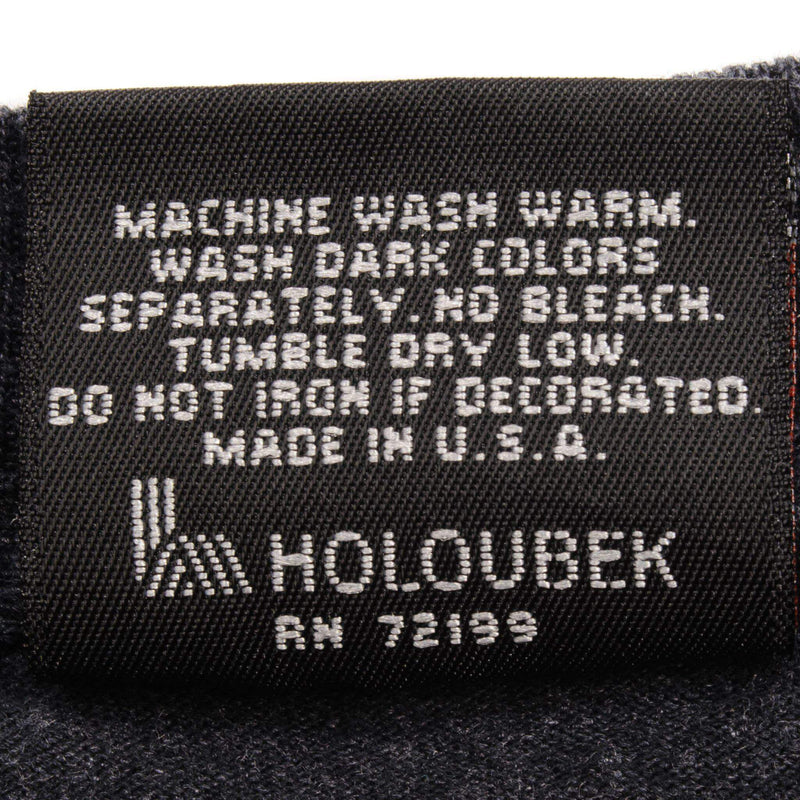 MACHINE WASH WARM.
WASH DARK COLORS
SEPARATELY. NO BLEACH.
TUMBLE DRY LOW.
DO NOT IRON IF DECORATED.
MADE IN U.S.A.
HOLOUBEK
RN 72199